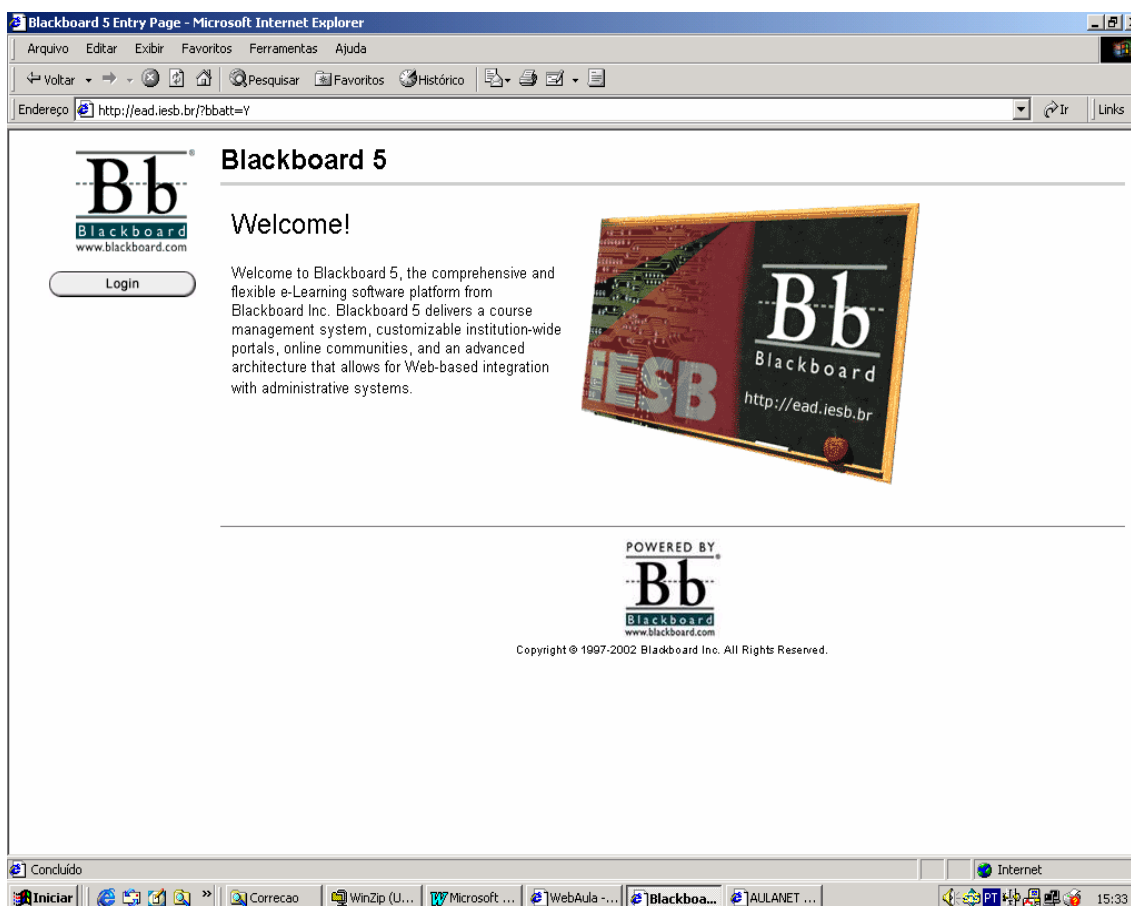 Blackboard 5 Entry Page - Microsoft Internet Explorer
Arquivo Editar Exibir Favoritos Ferramentas Ajuda
Voltar Pesquisar Favoritos Histórico
Endereço http://ead.iesb.br/?bbatt=Y Ir Links
Bb
Blackboard
www.blackboard.com
Login
Blackboard 5
Welcome!
Welcome to Blackboard 5, the comprehensive and
flexible e-Learning software platform from
Blackboard Inc. Blackboard 5 delivers a course
management system, customizable institution-wide
portals, online communities, and an advanced
architecture that allows for Web-based integration
with administrative systems.
iESB
Bb
Blackboard
http://ead.iesb.br
POWERED BY
Bb
Blackboard
www.blackboard.com
Copyright © 1997-2002 Blackboard Inc. All Rights Reserved.
Concluído Internet
Iniciar » Correcao WinZip (U... Microsoft ... WebAula -... Blackboa... AULANET ... PT 15:33